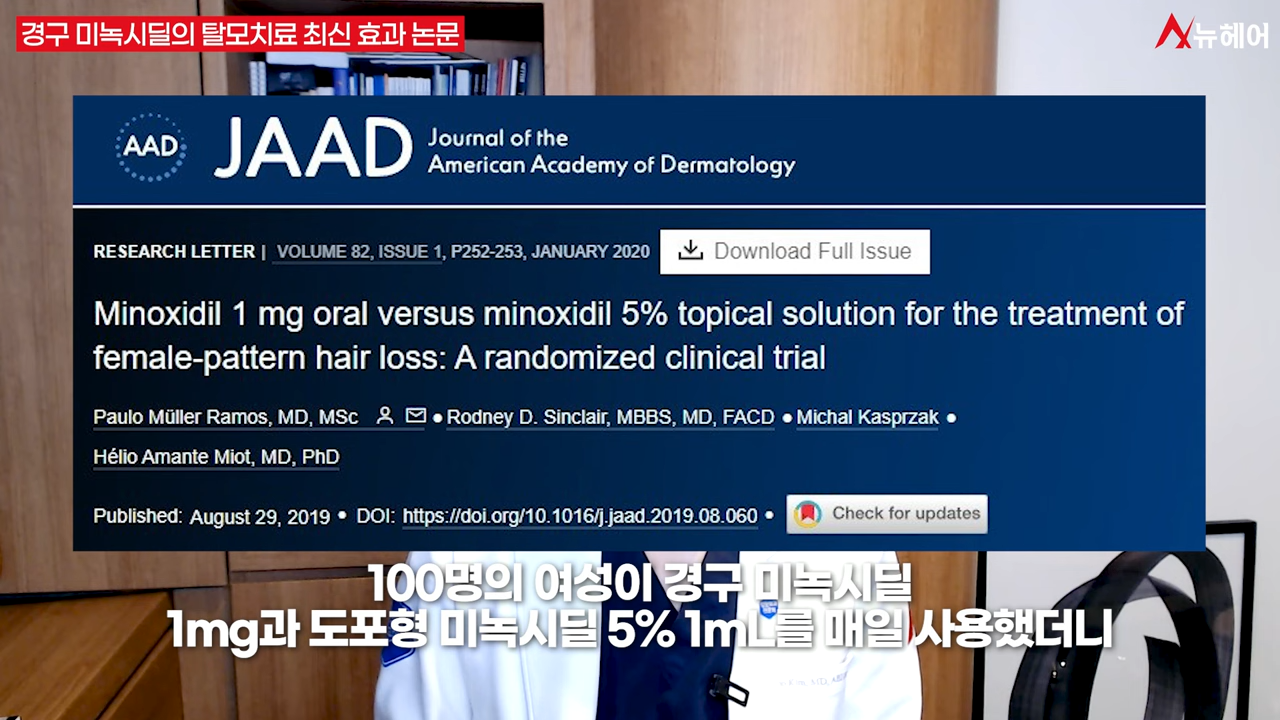 경구 미녹시딜의 탈모치료 최신 효과 논문
뉴헤어
AAD
JAAD
Journal of the
American Academy of Dermatology
RESEARCH LETTER | VOLUME 82, ISSUE 1, P252-253, JANUARY 2020
Download Full Issue
Minoxidil 1 mg oral versus minoxidil 5% topical solution for the treatment of
female-pattern hair loss: A randomized clinical trial
Paulo Müller Ramos, MD, MSc • Rodney D. Sinclair, MBBS, MD, FACD • Michal Kasprzak •
Hélio Amante Miot, MD, PhD
Published: August 29, 2019 • DOI: https://doi.org/10.1016/j.jaad.2019.08.060 •
Check for updates
100명의 여성이 경구 미녹시딜
1mg과 도포형 미녹시딜 5% 1mL를 매일 사용했더니